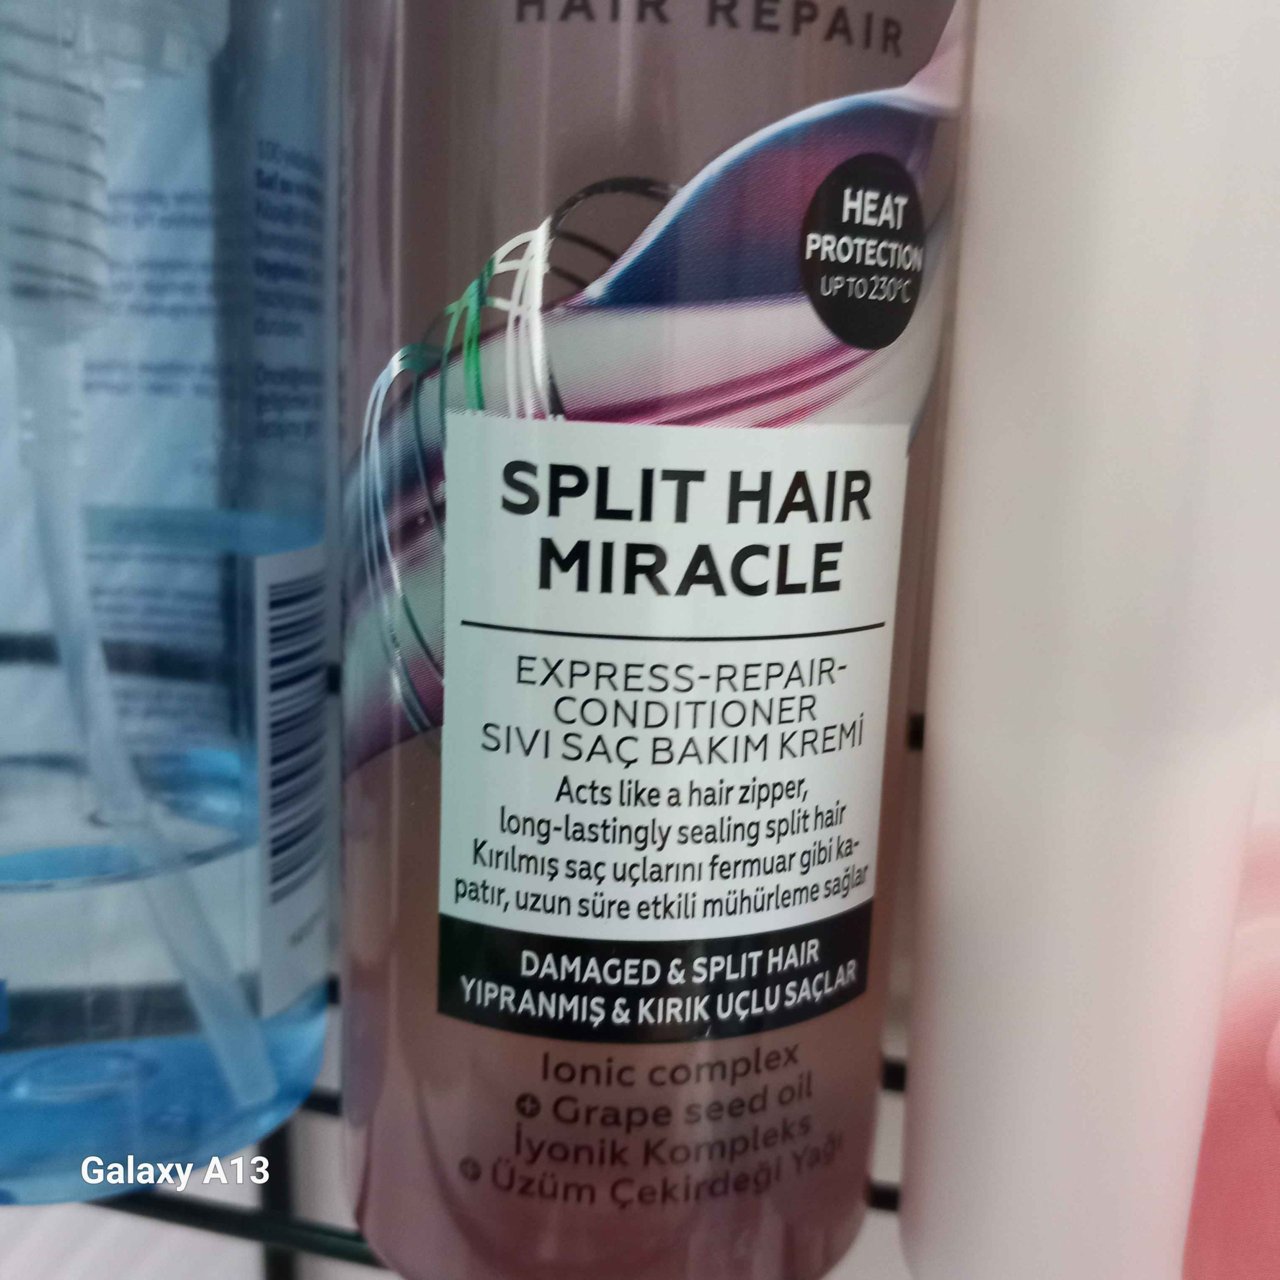 HAIR REPAIR
HEAT
PROTECTION
UP TO 230°C
SPLIT HAIR
MIRACLE
EXPRESS-REPAIR-
CONDITIONER
SIVI SAÇ BAKIM KREMİ
Acts like a hair zipper,
long-lastingly sealing split hair
Kırılmış saç uçlarını fermuar gibi ka-
patır, uzun süre etkili mühürleme sağlar
DAMAGED & SPLIT HAIR
YIPRANMIŞ & KIRIK UÇLU SAÇLAR
Ionic complex
+ Grape seed oil
İyonik Kompleks
+ Üzüm Çekirdeği Yağı
Galaxy A13